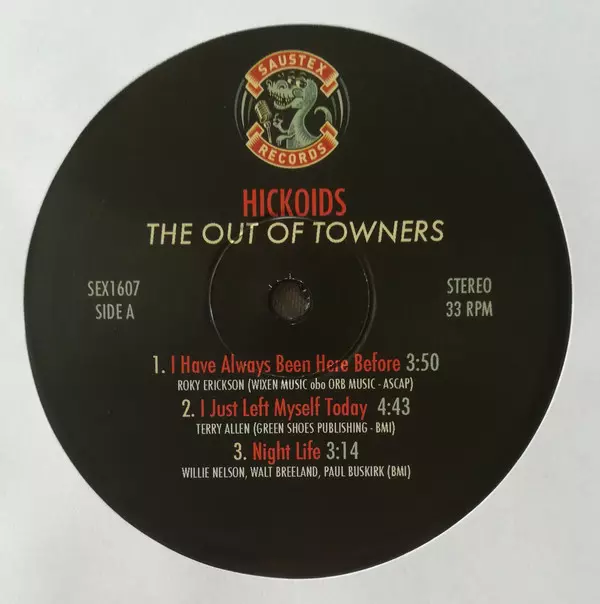 SAUSTEX
RECORDS
HICKOIDS
THE OUT OF TOWNERS
SEX1607
SIDE A
STEREO
33 RPM
1. I Have Always Been Here Before 3:50
ROKY ERICKSON (WIXEN MUSIC obo ORB MUSIC - ASCAP)
2. I Just Left Myself Today 4:43
TERRY ALLEN (GREEN SHOES PUBLISHING - BMI)
3. Night Life 3:14
WILLIE NELSON, WALT BREELAND, PAUL BUSKIRK (BMI)